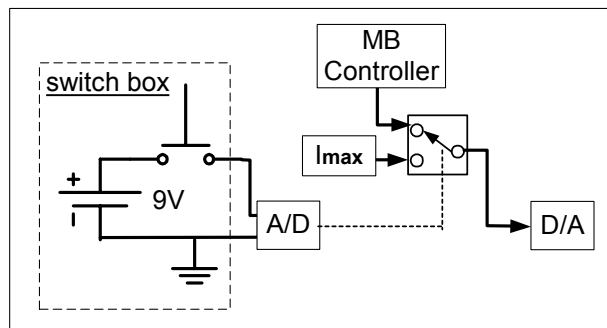 MB
Controller
switch box
Imax
+
9V
–
A/D
D/A